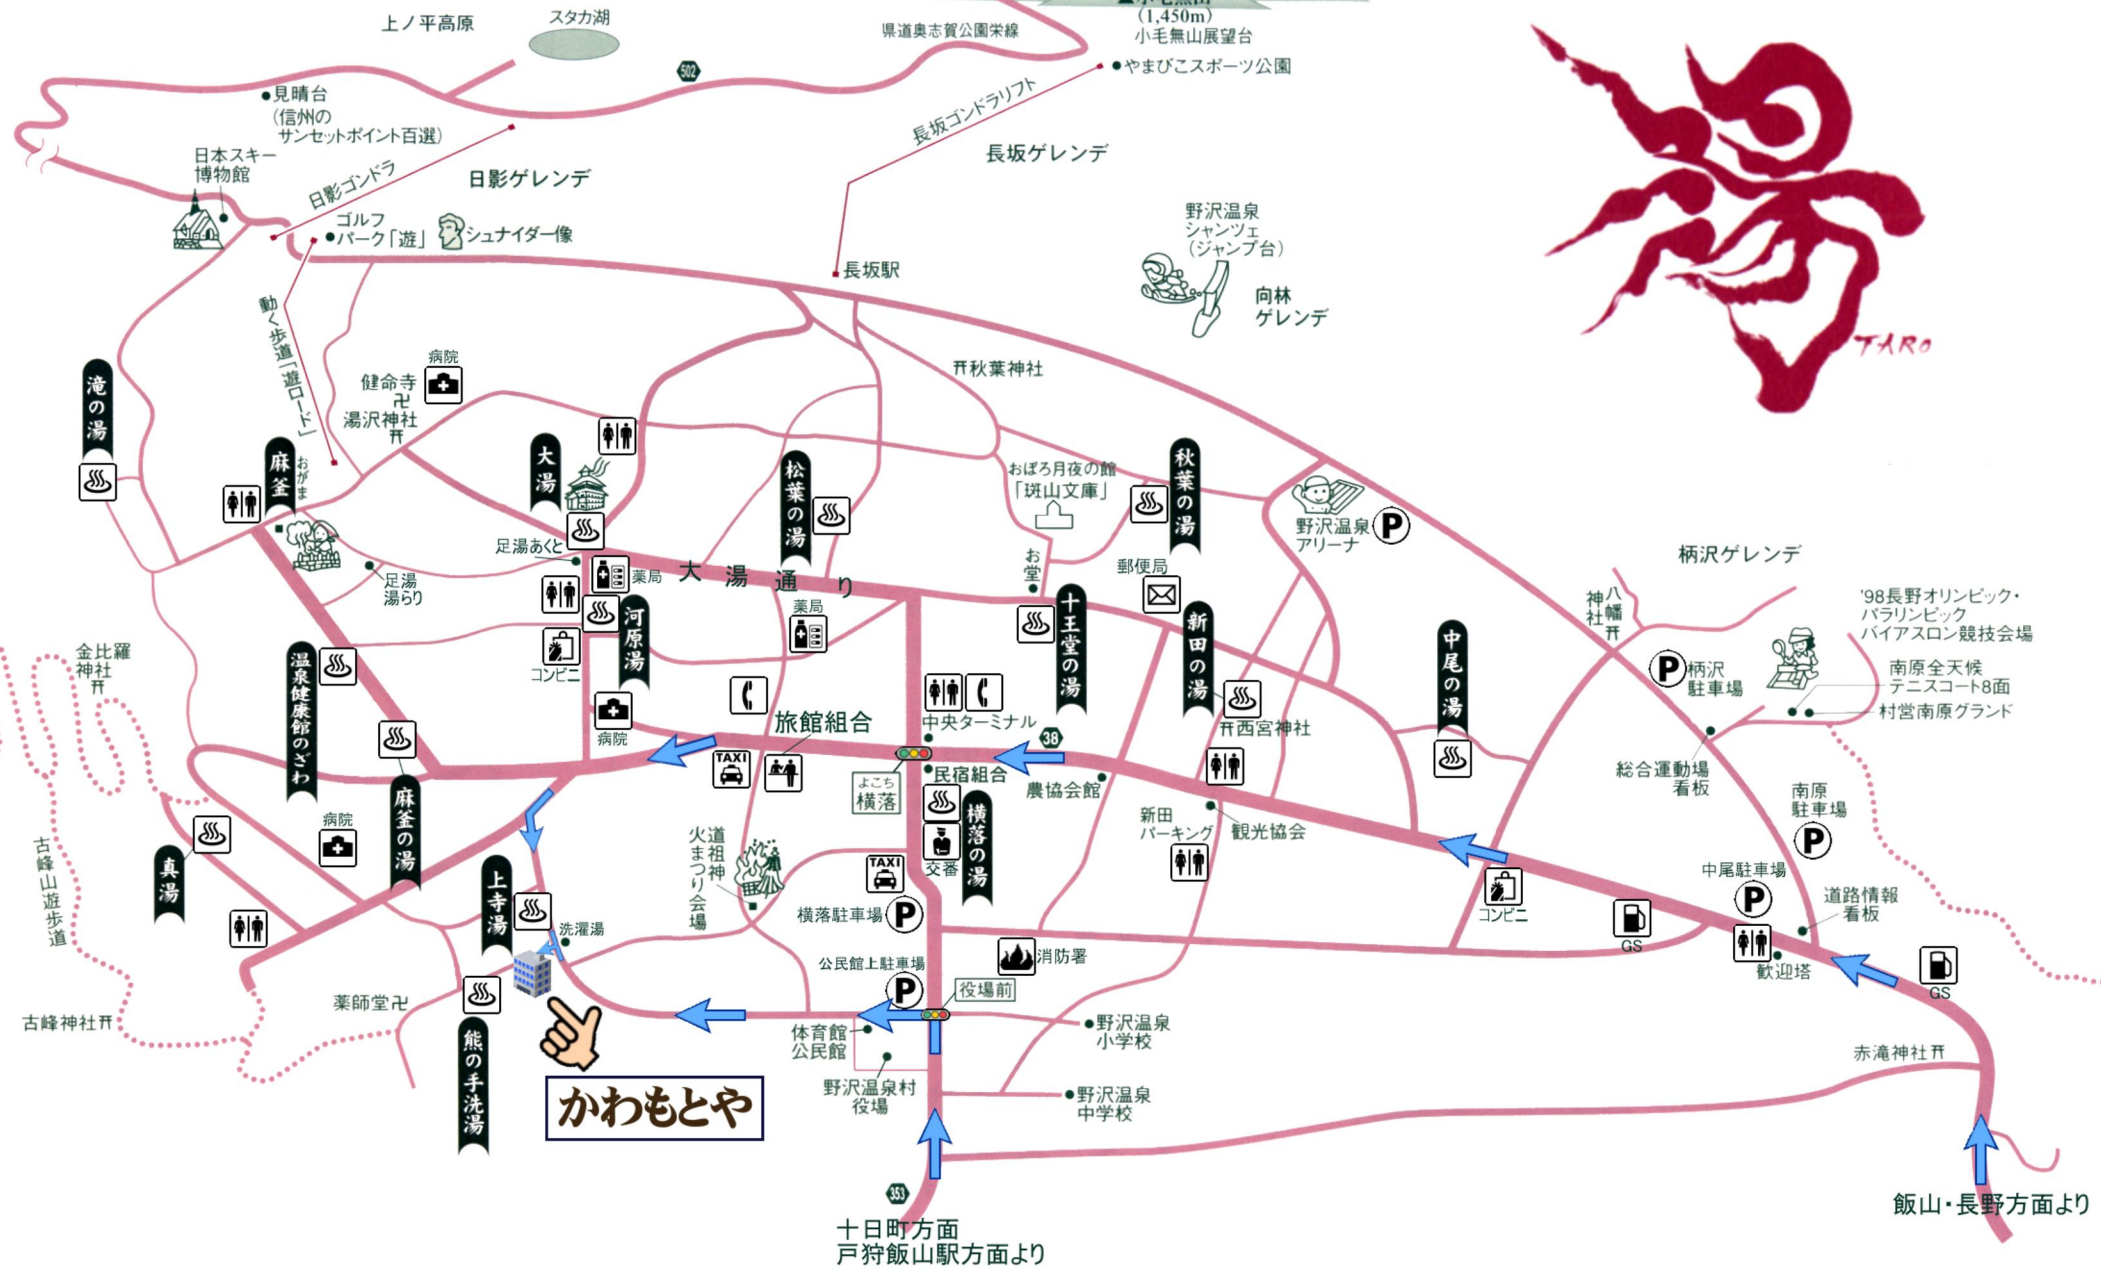 上ノ平高原
スタカ湖
502
県道奥志賀公園栄線
(1,450m)
小毛無山展望台
やまびこスポーツ公園
見晴台
(信州の
サンセットポイント百選)
日本スキー
博物館
日影ゴンドラ
日影ゲレンデ
長坂ゴンドラリフト
長坂ゲレンデ
ゴルフ
パーク「遊」
シュナイダー像
長坂駅
野沢温泉
シャンツェ
(ジャンプ台)
向林
ゲレンデ
TARO
動く歩道「遊ロード」
滝の湯
病院
健命寺
卍
湯沢神社
麻釜
おがま
大湯
松葉の湯
秋葉神社
おぼろ月夜の館
「斑山文庫」
秋葉の湯
野沢温泉
アリーナ
P
足湯あくと
薬局
大湯通り
足湯
湯らり
お堂
郵便局
柄沢ゲレンデ
八幡
神社
'98長野オリンピック・
パラリンピック
バイアスロン競技会場
南原全天候
テニスコート8面
村営南原グランド
P
柄沢
駐車場
金比羅
神社
温泉健康館のざわ
河原湯
コンビニ
薬局
十王堂の湯
新田の湯
中尾の湯
病院
旅館組合
中央ターミナル
38
西宮神社
TAXI
よこち
横落
民宿組合
農協会館
総合運動場
看板
南原
駐車場
P
麻釜の湯
病院
真湯
古峰山遊歩道
上寺湯
洗濯湯
道祖神
火まつり会場
TAXI
交番
横落の湯
新田
パーキング
観光協会
横落駐車場
P
コンビニ
GS
中尾駐車場
P
道路情報
看板
歓迎塔
GS
消防署
公民館上駐車場
P
役場前
薬師堂卍
古峰神社
熊の手洗湯
かわもとや
体育館
公民館
野沢温泉村
役場
野沢温泉
小学校
野沢温泉
中学校
赤滝神社
353
十日町方面
戸狩飯山駅方面より
飯山・長野方面より